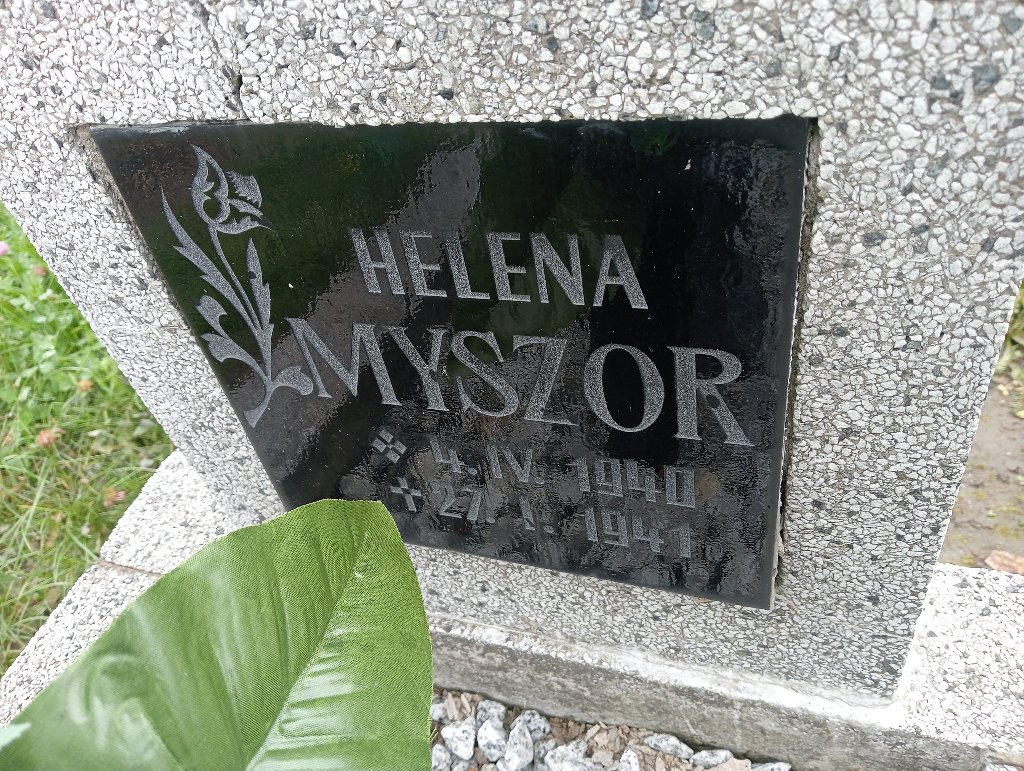 HELENA
MYSZOR
4. IV. 1940
27. I. 1941